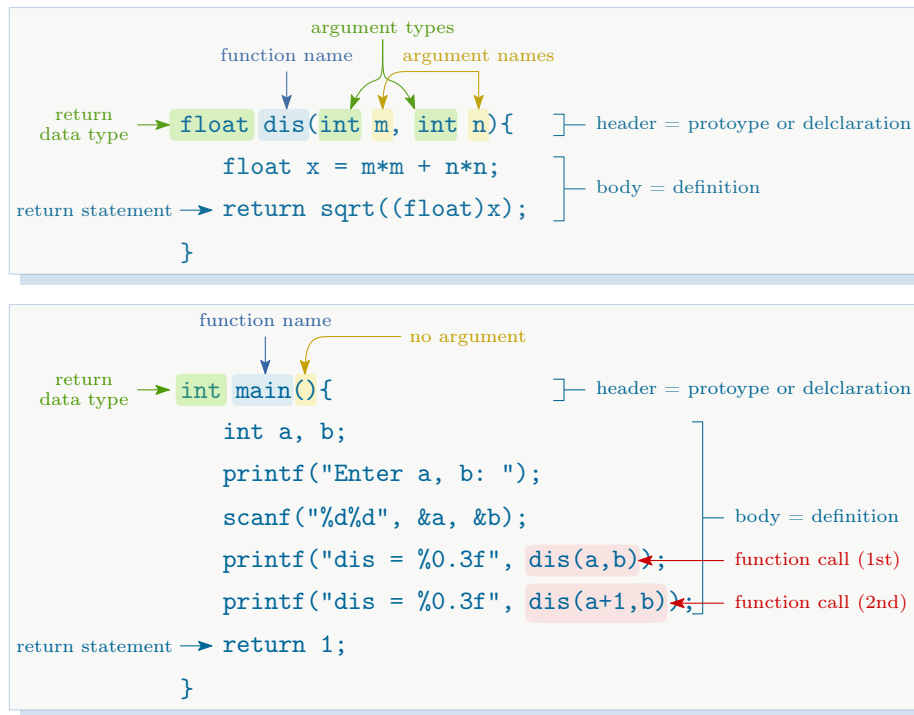 argument types
function name argument names
return
data type
float dis(int m, int n){
header = protoype or delclaration
float x = m*m + n*n;
body = definition
return statement
return sqrt((float)x);
}
function name
no argument
return
data type
int main(){
header = protoype or delclaration
int a, b;
printf("Enter a, b: ");
scanf("%d%d", &a, &b);
body = definition
printf("dis = %0.3f", dis(a,b));
function call (1st)
printf("dis = %0.3f", dis(a+1,b));
function call (2nd)
return statement
return 1;
}